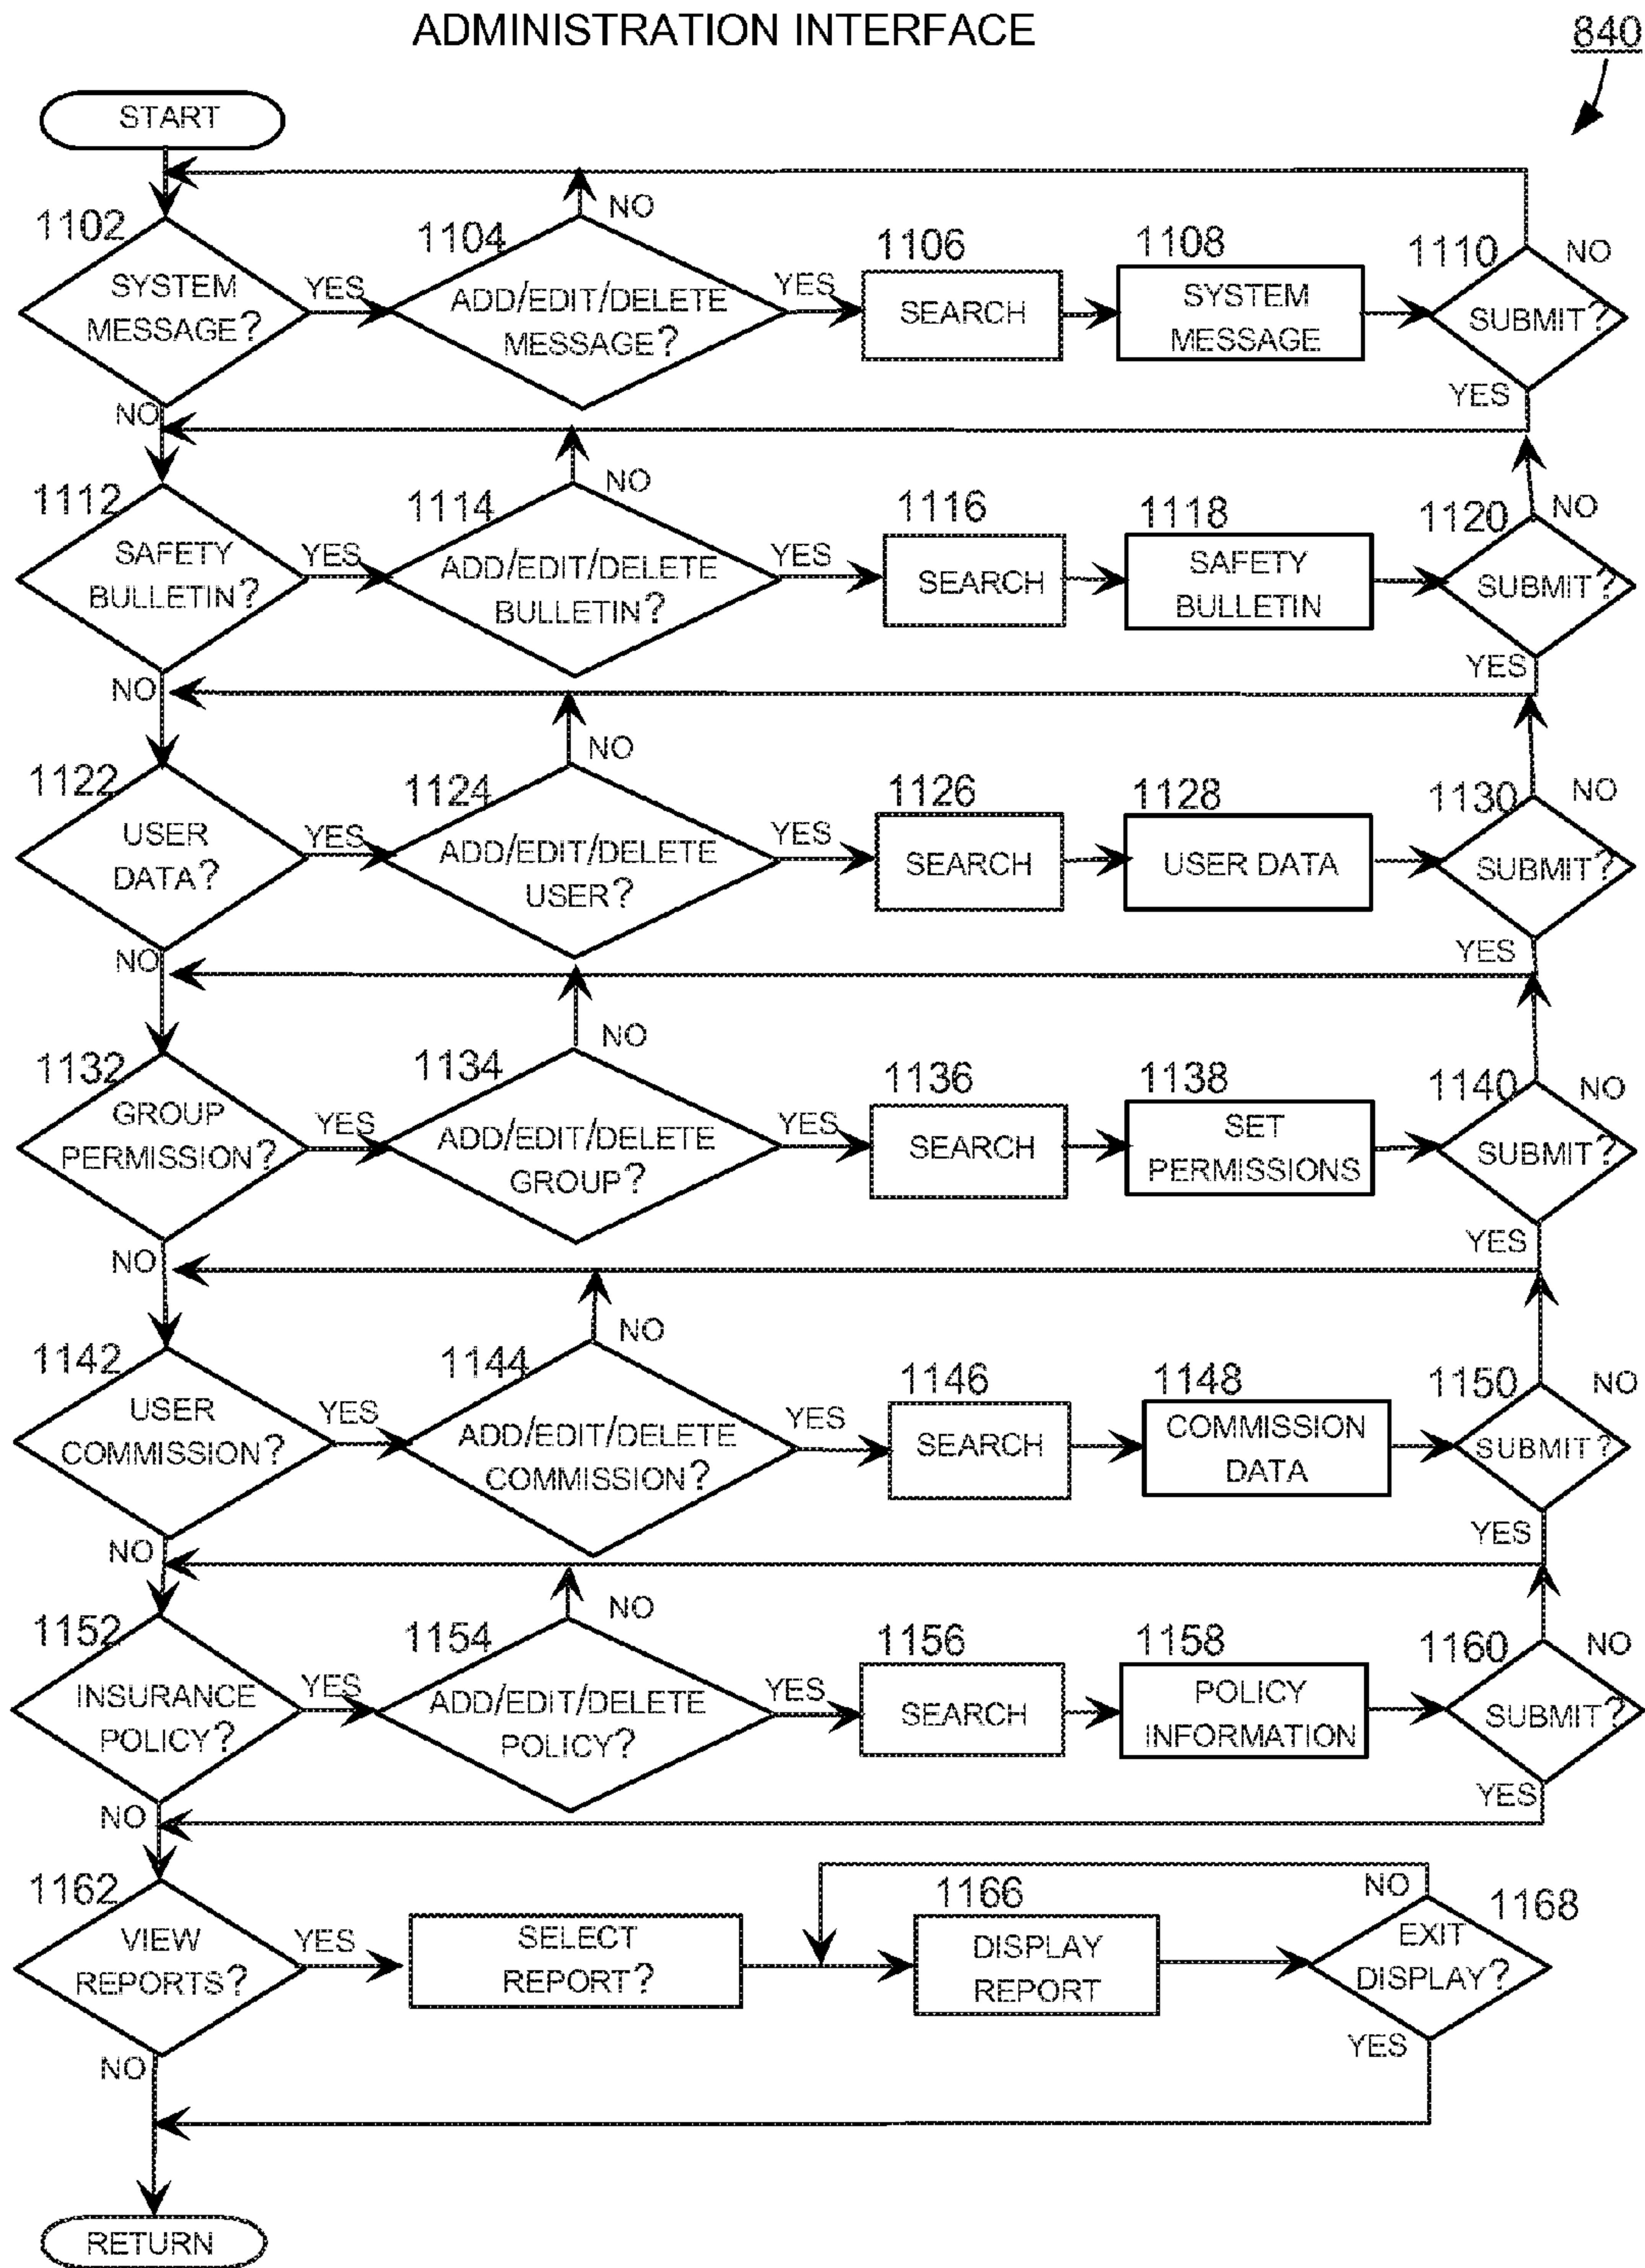 ADMINISTRATION INTERFACE
840
START
NO
1102
1104
1106
1108
1110
NO
SYSTEM
MESSAGE?
YES
ADD/EDIT/DELETE
MESSAGE?
YES
SEARCH
SYSTEM
MESSAGE
SUBMIT?
NO
YES
1112
NO
1114
1116
1118
1120
NO
SAFETY
BULLETIN?
YES
ADD/EDIT/DELETE
BULLETIN?
YES
SEARCH
SAFETY
BULLETIN
SUBMIT?
NO
YES
1122
NO
1124
1126
1128
1130
NO
USER
DATA?
YES
ADD/EDIT/DELETE
USER?
YES
SEARCH
USER DATA
SUBMIT?
NO
YES
1132
NO
1134
1136
1138
1140
NO
GROUP
PERMISSION?
YES
ADD/EDIT/DELETE
GROUP?
YES
SEARCH
SET
PERMISSIONS
SUBMIT?
NO
YES
1142
NO
1144
1146
1148
1150
NO
USER
COMMISSION?
YES
ADD/EDIT/DELETE
COMMISSION?
YES
SEARCH
COMMISSION
DATA
SUBMIT?
NO
YES
1152
NO
1154
1156
1158
1160
NO
INSURANCE
POLICY?
YES
ADD/EDIT/DELETE
POLICY?
YES
SEARCH
POLICY
INFORMATION
SUBMIT?
NO
YES
1162
1166
NO
1168
VIEW
REPORTS?
YES
SELECT
REPORT?
DISPLAY
REPORT
EXIT
DISPLAY?
NO
YES
RETURN